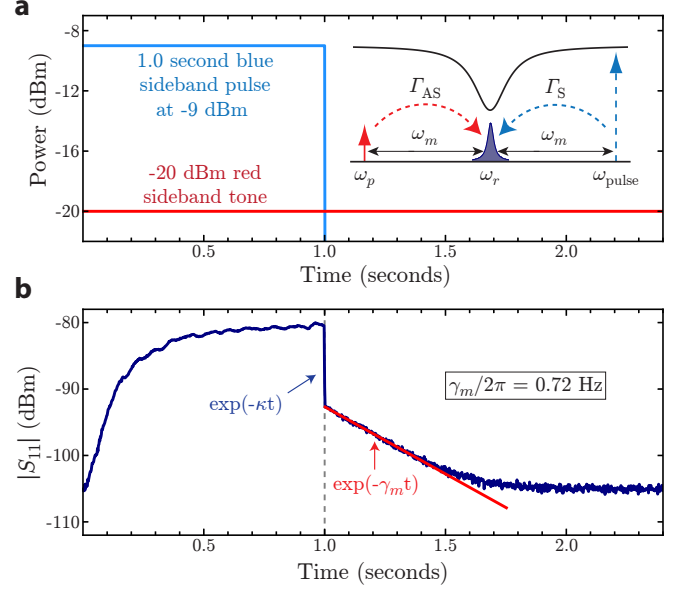 a
Power (dBm)
-8
-12
-16
-20
1.0 second blue
sideband pulse
at -9 dBm
-20 dBm red
sideband tone
Γ_AS
Γ_S
ω_m
ω_m
ω_p
ω_r
ω_pulse
0.5
1.0
1.5
2.0
Time (seconds)
b
|S₁₁| (dBm)
-80
-90
-100
-110
exp(-κt)
exp(-γ_mt)
γ_m/2π = 0.72 Hz
0.5
1.0
1.5
2.0
Time (seconds)